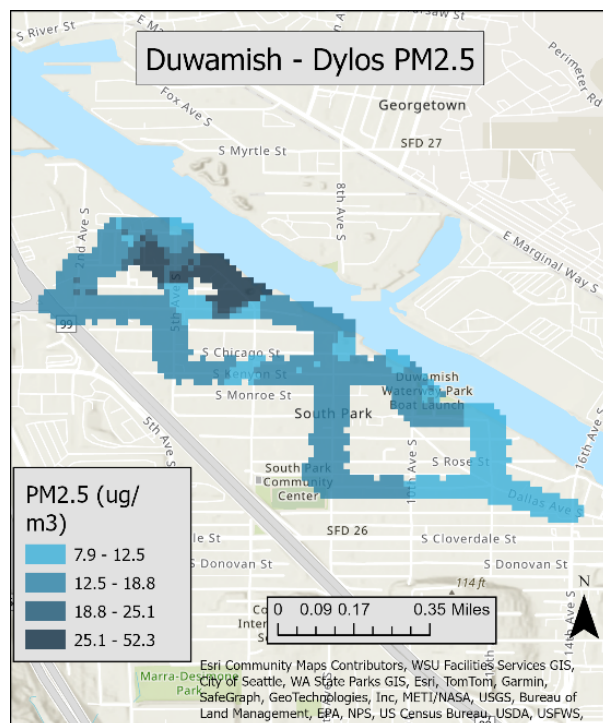 S River St
Duwamish - Dylos PM2.5
Perimeter Rd
Fox Ave S
Georgetown
SFD 27
S Myrtle St
8th Ave S
2nd Ave S
E Marginal Way S
5th Ave S
99
S Chicago St
S Kenyon St
Duwamish
Waterway Park
Boat Launch
S Monroe St
South Park
5th Ave S
10th Ave S
16th Ave S
S Rose St
South Park
Community
Center
Dallas Ave S
PM2.5 (ug/
m3)
7.9 - 12.5
12.5 - 18.8
18.8 - 25.1
25.1 - 52.3
SFD 26
S Cloverdale St
S Donovan St
S Donovan St
114 ft
N
0 0.09 0.17 0.35 Miles
14th Ave S
Marra-Desimone
Park
Esri Community Maps Contributors, WSU Facilities Services GIS,
City of Seattle, WA State Parks GIS, Esri, TomTom, Garmin,
SafeGraph, GeoTechnologies, Inc, METI/NASA, USGS, Bureau of
Land Management, EPA, NPS, US Census Bureau, USDA, USFWS,